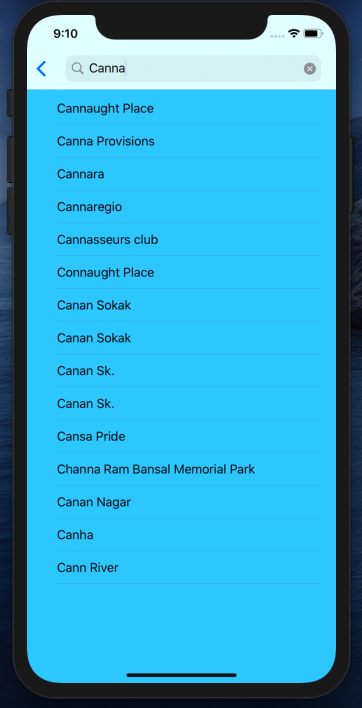 9:10
Canna
Cannaught Place
Canna Provisions
Cannara
Cannaregio
Cannasseurs club
Connaught Place
Canan Sokak
Canan Sokak
Canan Sk.
Canan Sk.
Cansa Pride
Channa Ram Bansal Memorial Park
Canan Nagar
Canha
Cann River